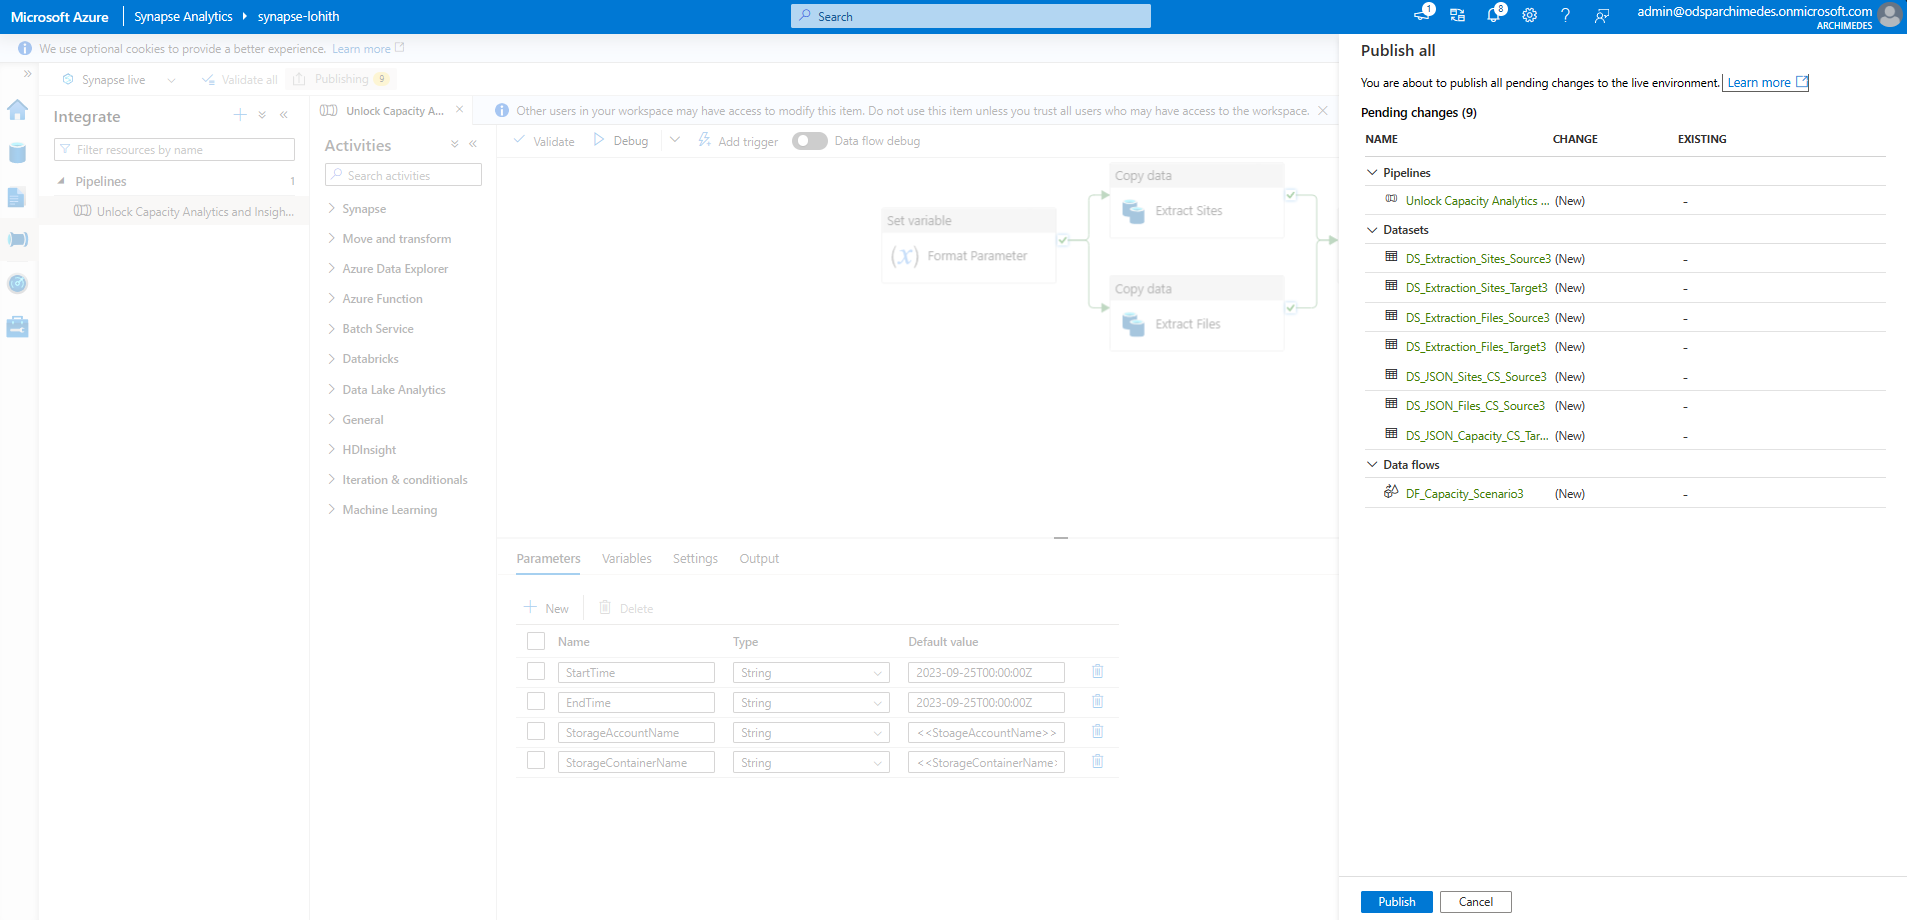 Microsoft Azure Synapse Analytics synapse-lohith Search 1 8 admin@odsparchimedes.onmicrosoft.com
ARCHIMEDES
We use optional cookies to provide a better experience. Learn more
Synapse live Validate all Publishing 9
Integrate
Filter resources by name
Pipelines 1
Unlock Capacity Analytics and Insigh...
Unlock Capacity A...
Other users in your workspace may have access to modify this item. Do not use this item unless you trust all users who may have access to the workspace.
Activities
Search activities
Synapse
Move and transform
Azure Data Explorer
Azure Function
Batch Service
Databricks
Data Lake Analytics
General
HDInsight
Iteration & conditionals
Machine Learning
Validate Debug Add trigger Data flow debug
Set variable
(x) Format Parameter
Copy data
Extract Sites
Copy data
Extract Files
Parameters Variables Settings Output
New Delete
Name Type Default value
StartTime String 2023-09-25T00:00:00Z
EndTime String 2023-09-25T00:00:00Z
StorageAccountName String <<StoageAccountName>>
StorageContainerName String <<StorageContainerName>
Publish all
You are about to publish all pending changes to the live environment. Learn more
Pending changes (9)
NAME CHANGE EXISTING
Pipelines
Unlock Capacity Analytics ... (New) -
Datasets
DS_Extraction_Sites_Source3 (New) -
DS_Extraction_Sites_Target3 (New) -
DS_Extraction_Files_Source3 (New) -
DS_Extraction_Files_Target3 (New) -
DS_JSON_Sites_CS_Source3 (New) -
DS_JSON_Files_CS_Source3 (New) -
DS_JSON_Capacity_CS_Tar... (New) -
Data flows
DF_Capacity_Scenario3 (New) -
Publish Cancel